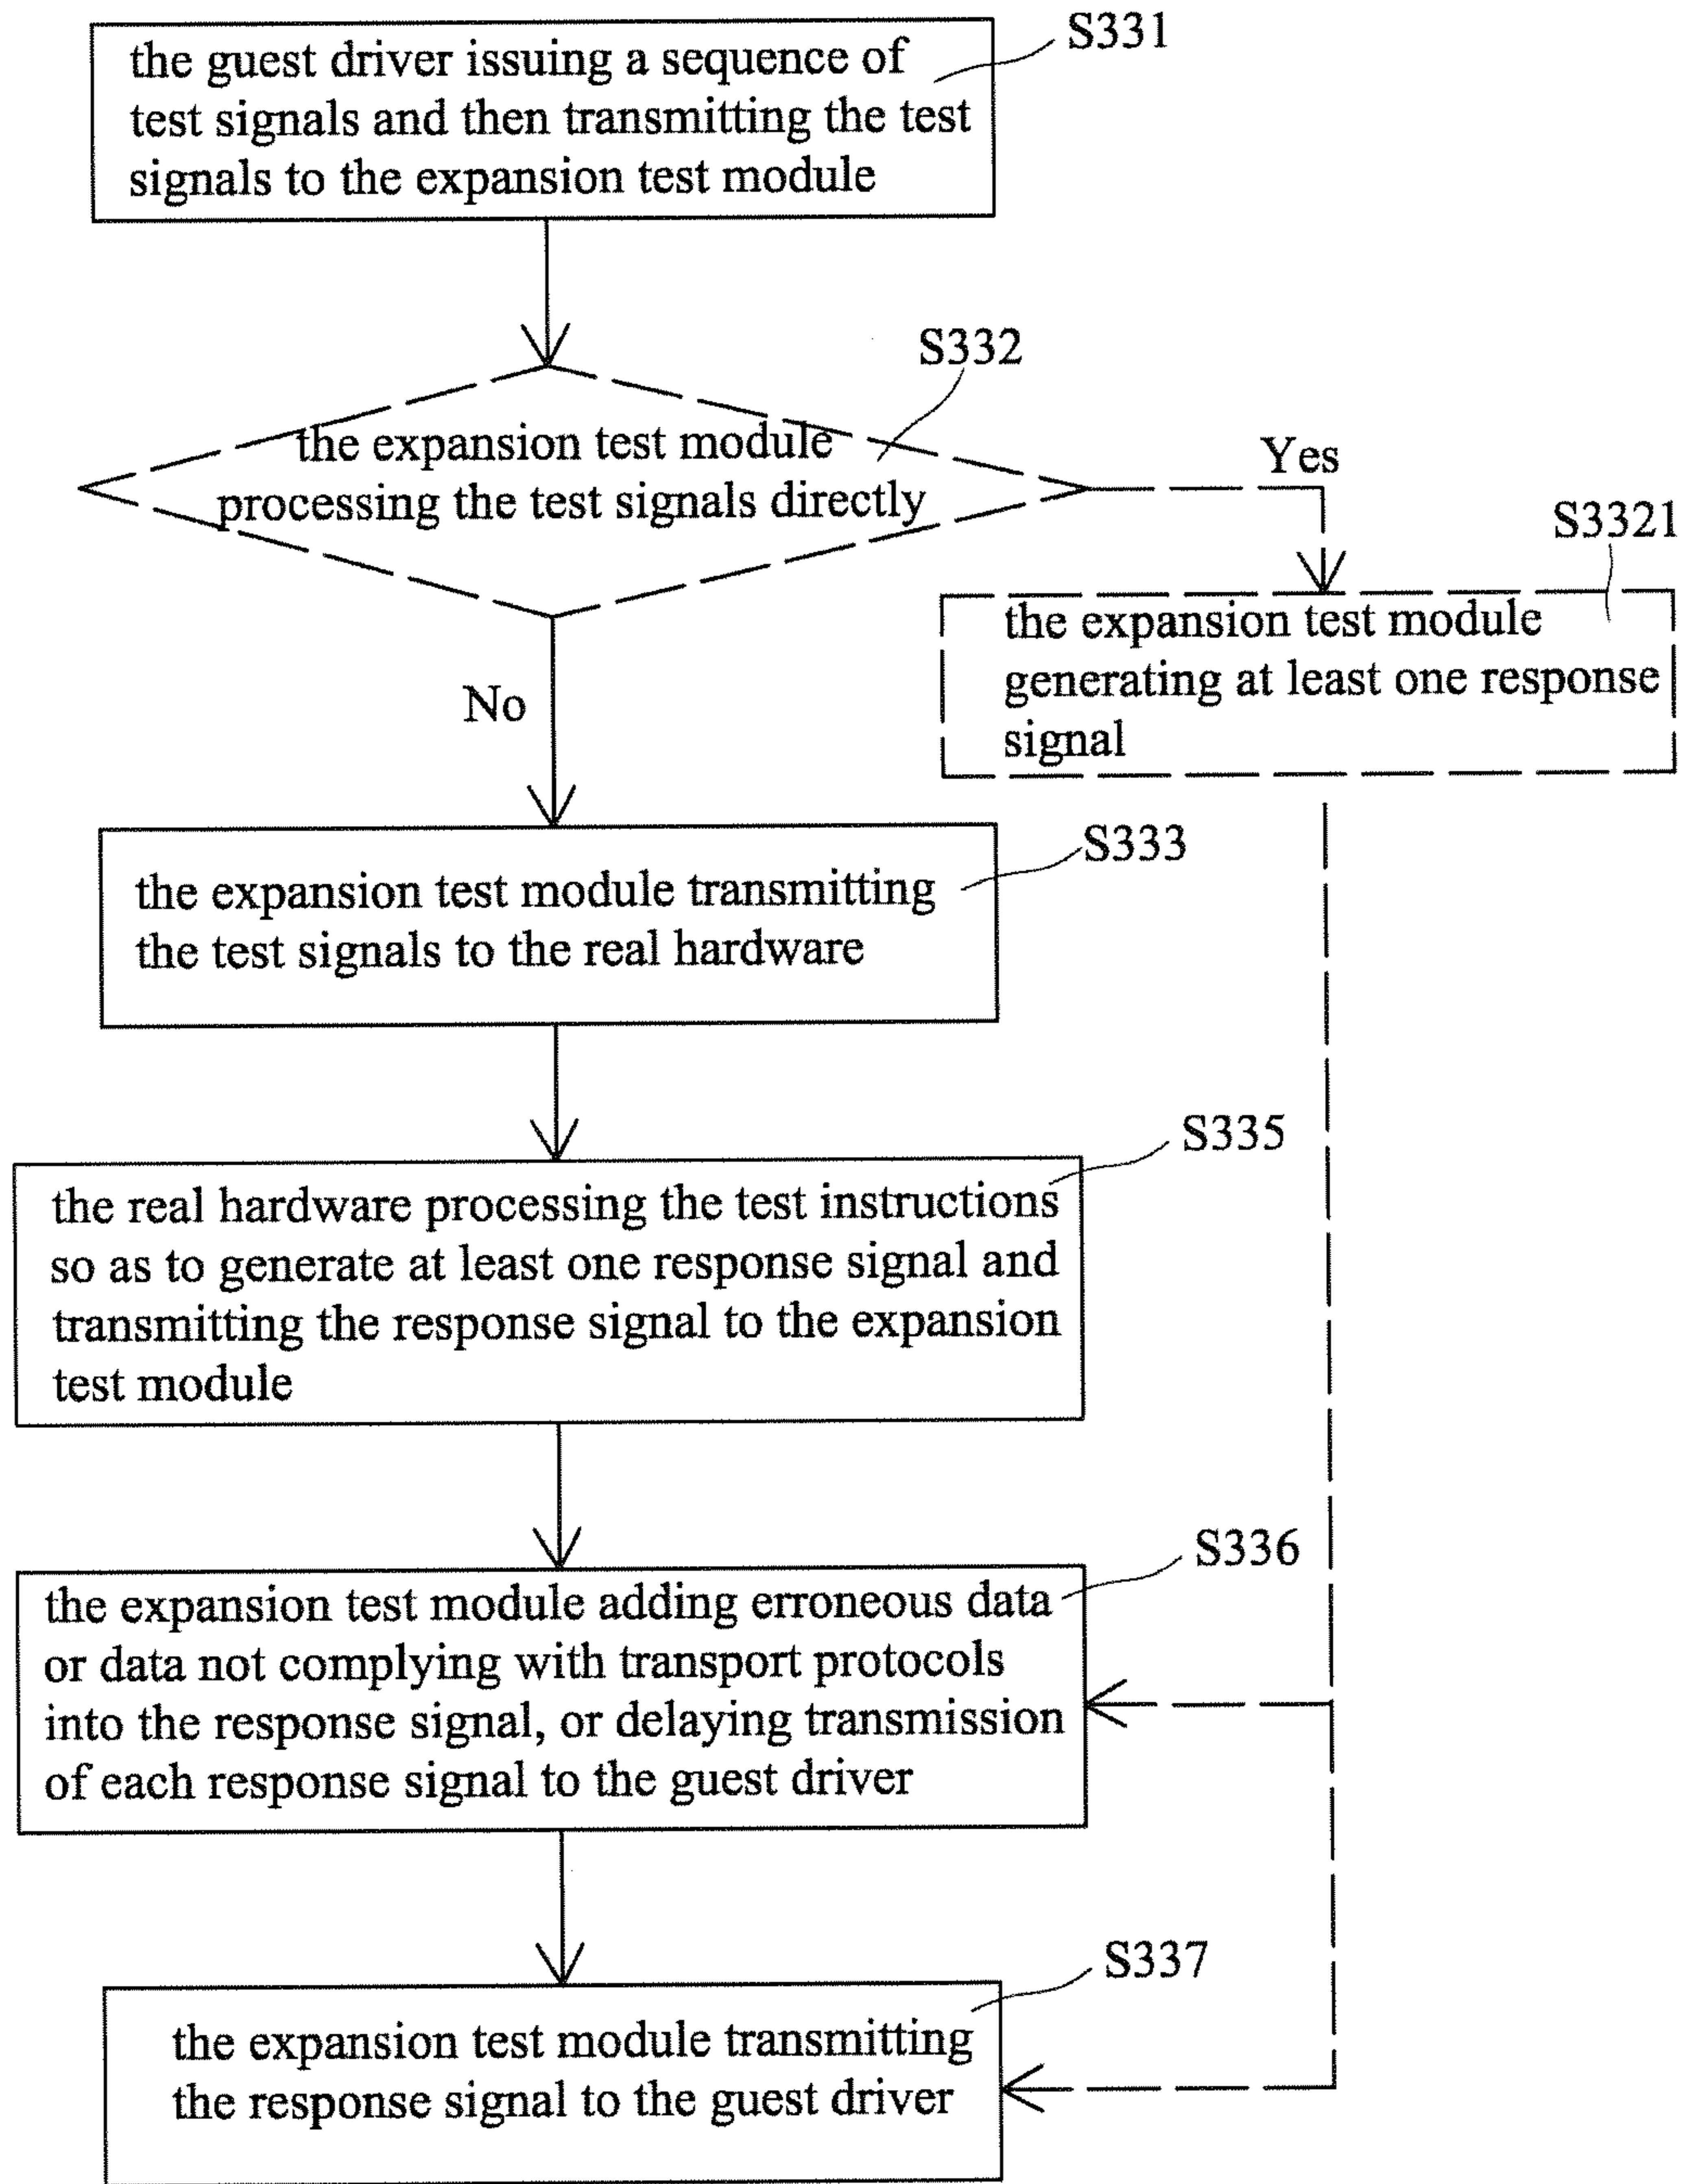 S331
the guest driver issuing a sequence of
test signals and then transmitting the test
signals to the expansion test module
S332
the expansion test module
processing the test signals directly
Yes
S3321
the expansion test module
generating at least one response
signal
No
S333
the expansion test module transmitting
the test signals to the real hardware
S335
the real hardware processing the test instructions
so as to generate at least one response signal and
transmitting the response signal to the expansion
test module
S336
the expansion test module adding erroneous data
or data not complying with transport protocols
into the response signal, or delaying transmission
of each response signal to the guest driver
S337
the expansion test module transmitting
the response signal to the guest driver